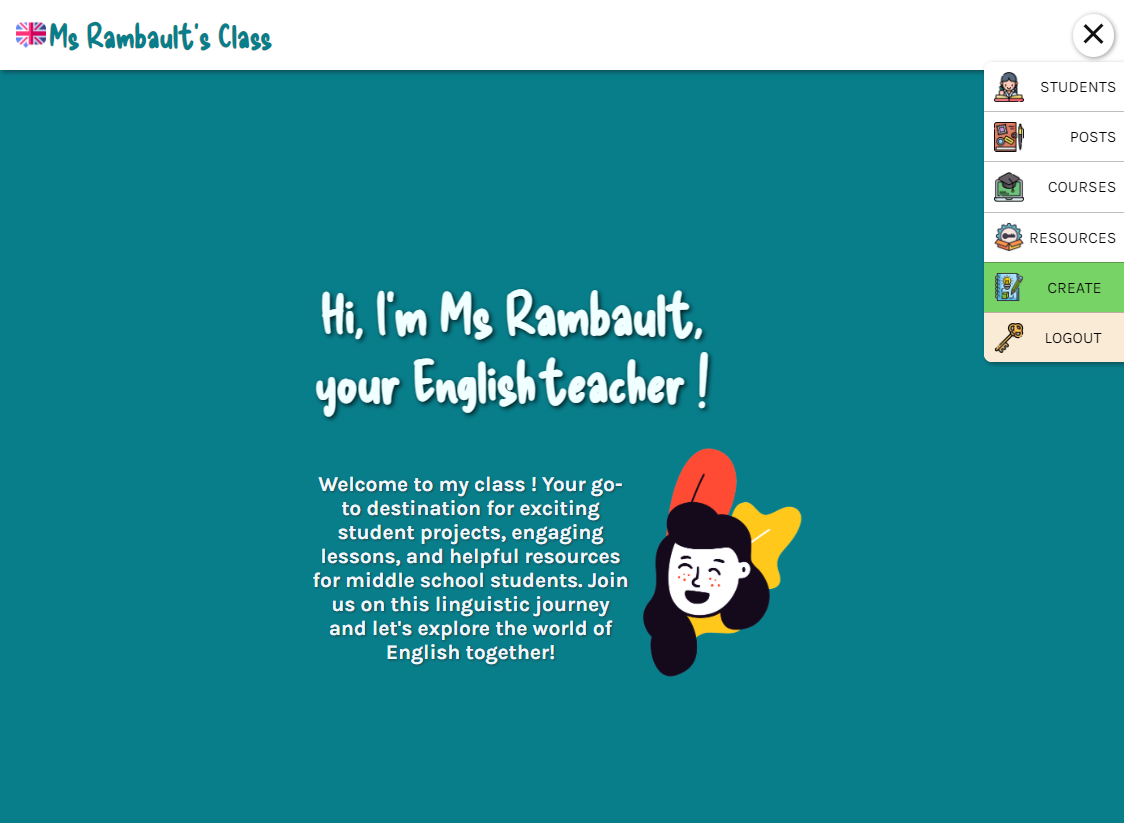 Ms Rambault's Class
STUDENTS
POSTS
COURSES
RESOURCES
CREATE
LOGOUT
Hi, I'm Ms Rambault,
your English teacher !
Welcome to my class ! Your go-
to destination for exciting
student projects, engaging
lessons, and helpful resources
for middle school students. Join
us on this linguistic journey
and let's explore the world of
English together!